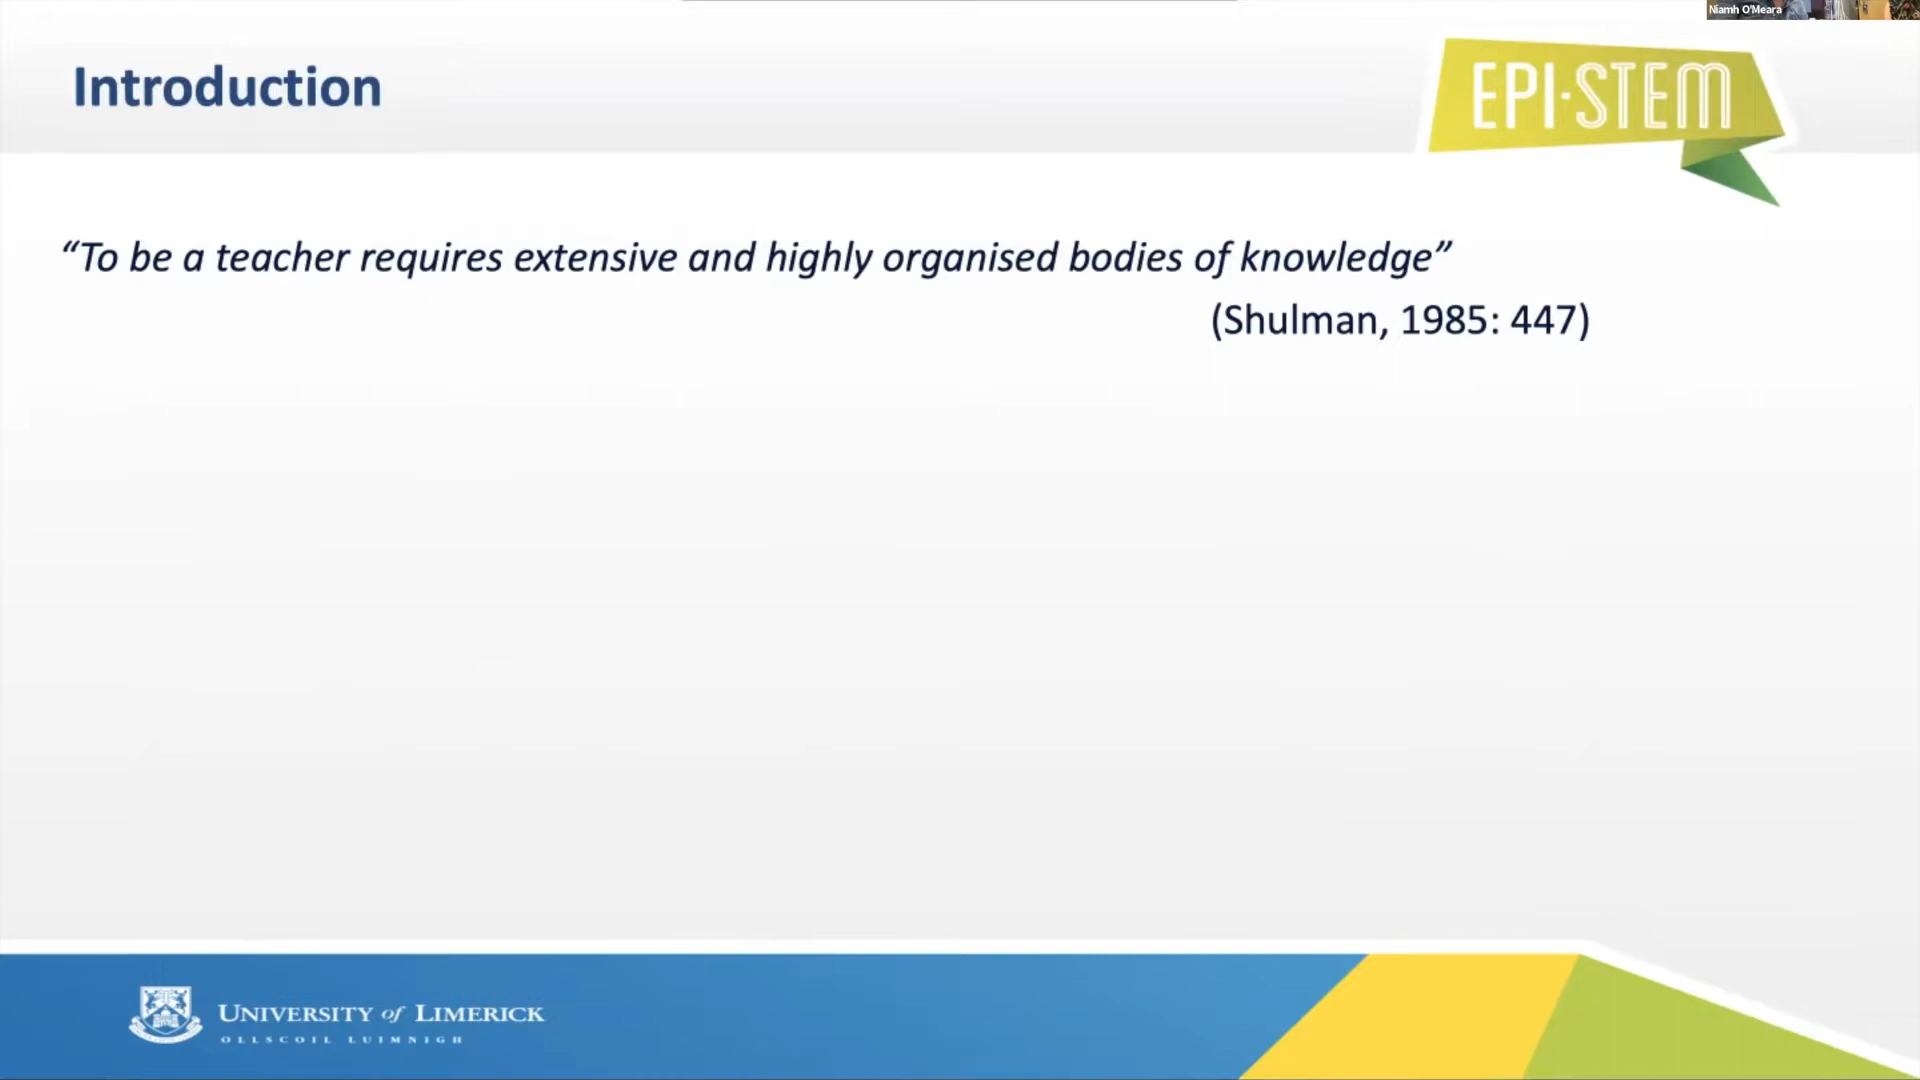 Niamh O'Meara
Introduction
EPI·STEM
“To be a teacher requires extensive and highly organised bodies of knowledge”
(Shulman, 1985: 447)
UNIVERSITY of LIMERICK
OLLSCOIL LUIMNIGH